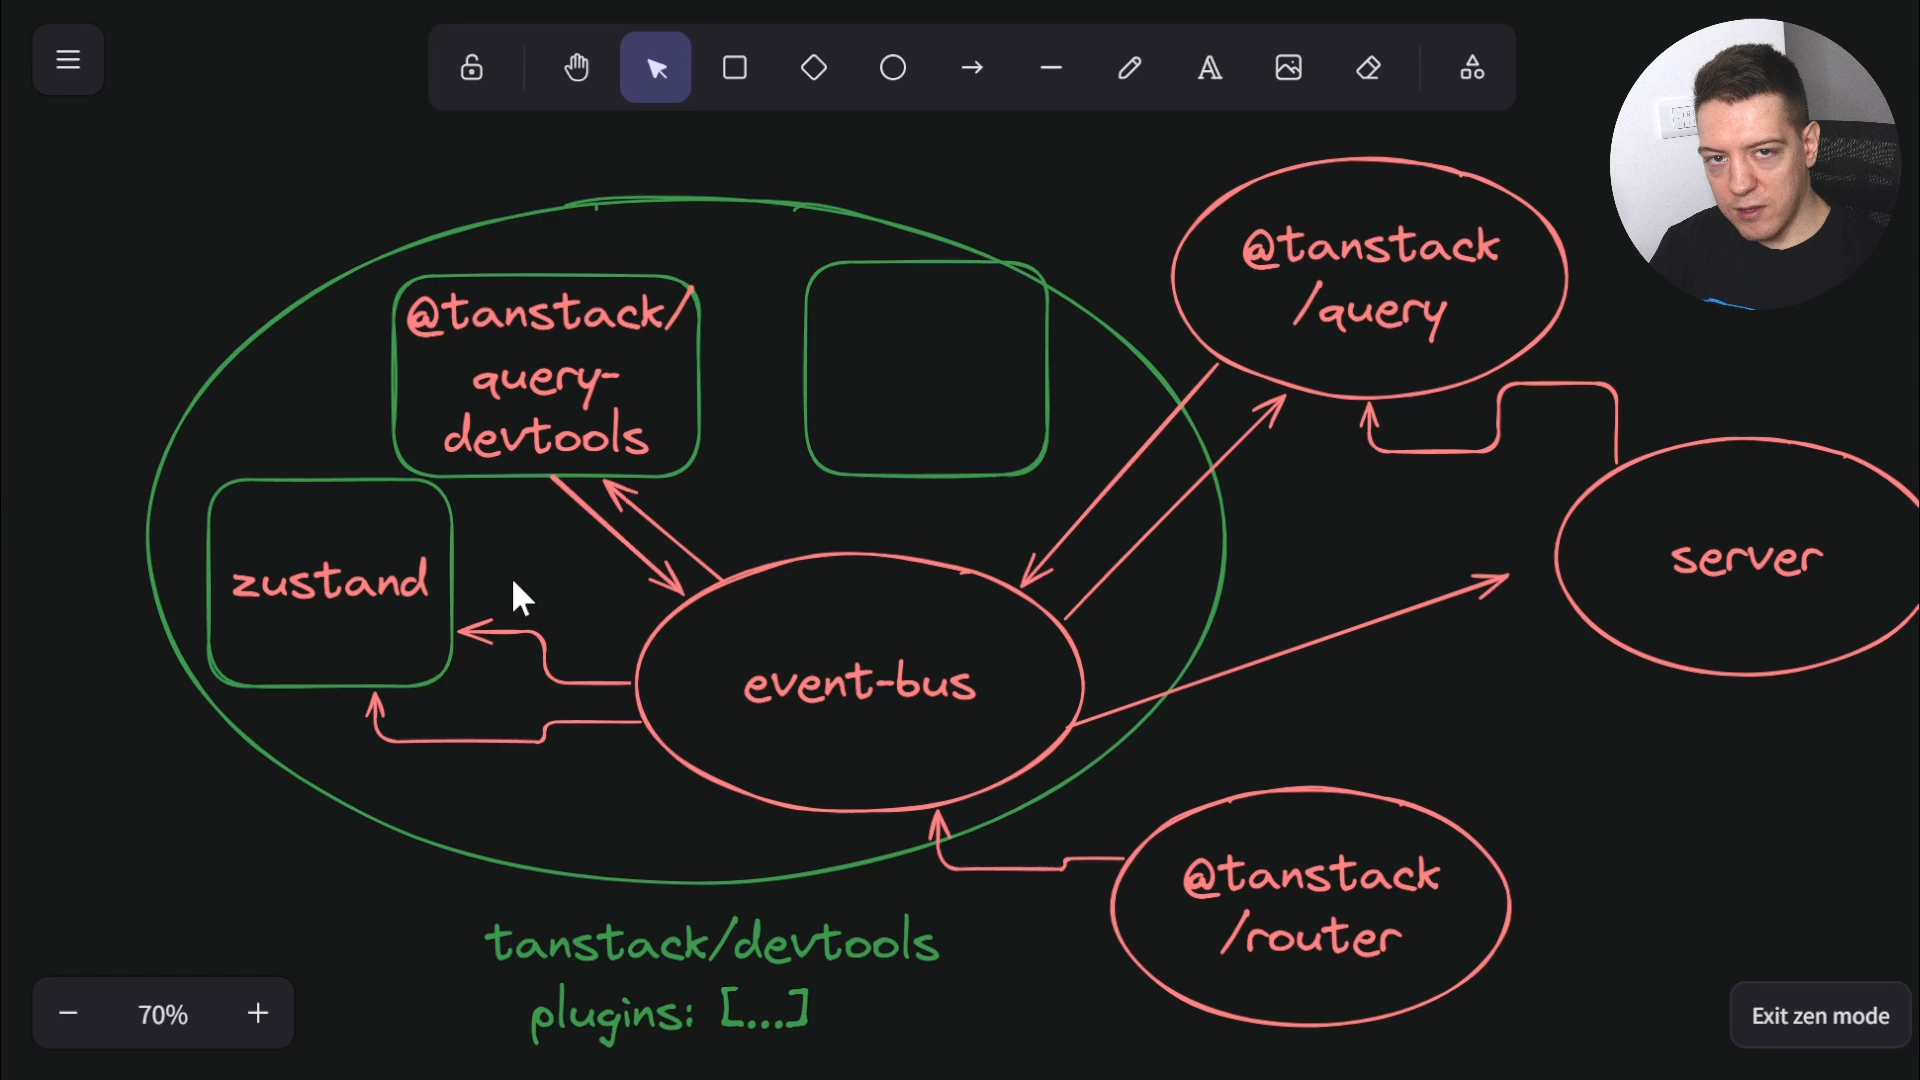 @tanstack
/query
@tanstack/
query-
devtools
zustand
server
event-bus
@tanstack
/router
tanstack/devtools
plugins: [...]
70%
Exit zen mode